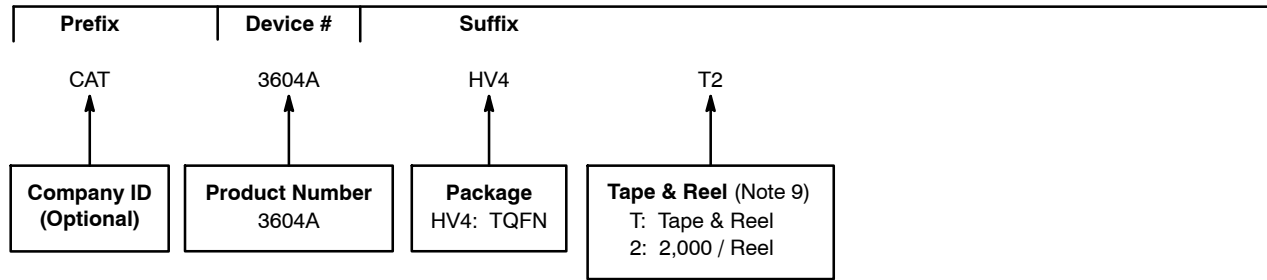 Prefix Device # Suffix
CAT 3604A HV4 T2
Company ID
(Optional)
Product Number
3604A
Package
HV4: TQFN
Tape & Reel (Note 9)
T: Tape & Reel
2: 2,000 / Reel